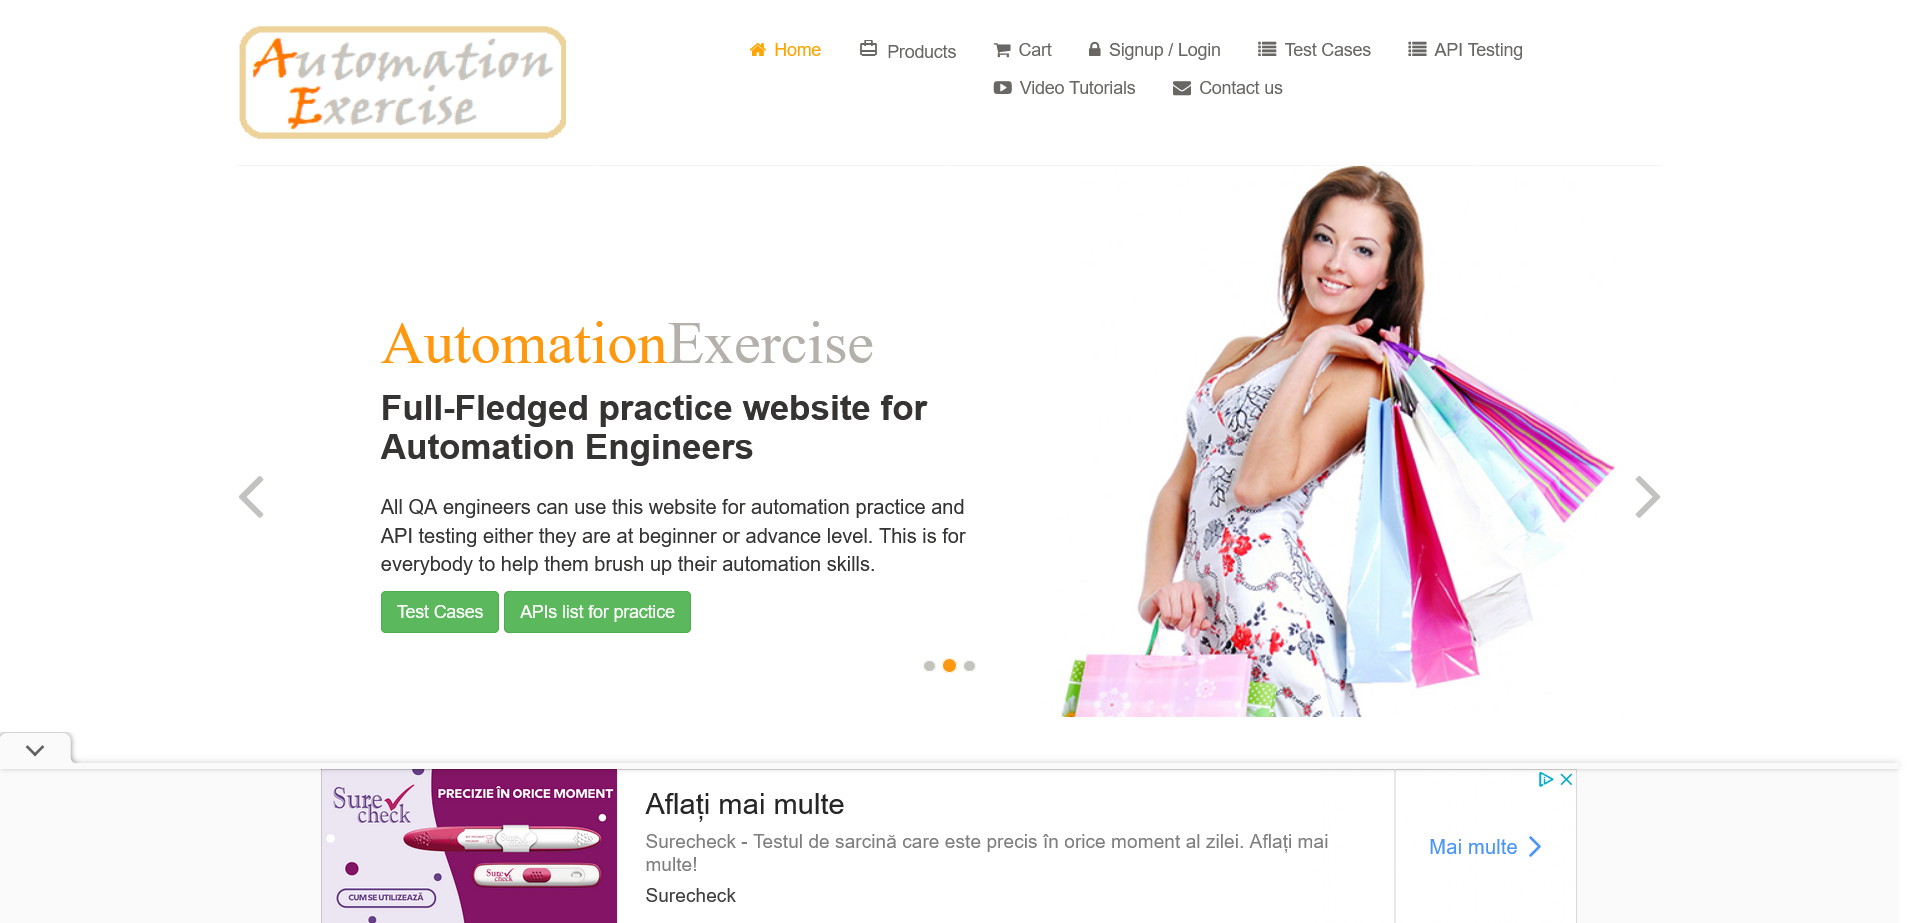 Automation
Exercise
Home
Products
Cart
Signup / Login
Test Cases
API Testing
Video Tutorials
Contact us
AutomationExercise
Full-Fledged practice website for
Automation Engineers
All QA engineers can use this website for automation practice and
API testing either they are at beginner or advance level. This is for
everybody to help them brush up their automation skills.
Test Cases
APIs list for practice
Sure
check
PRECIZIE ÎN ORICE MOMENT
Sure
check
Sure
check
CUM SE UTILIZEAZĂ
Aflați mai multe
Surecheck - Testul de sarcină care este precis în orice moment al zilei. Aflați mai
multe!
Surecheck
Mai multe